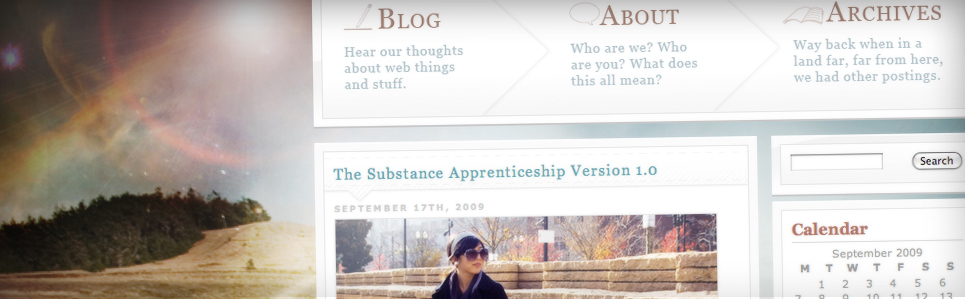 Blog
Hear our thoughts
about web things
and stuff.
About
Who are we? Who
are you? What does
this all mean?
Archives
Way back when in a
land far, far from here,
we had other postings.
The Substance Apprenticeship Version 1.0
SEPTEMBER 17TH, 2009
Search
Calendar
September 2009
M T W T F S S
1 2 3 4 5 6
7 8 9 10 11 12 13